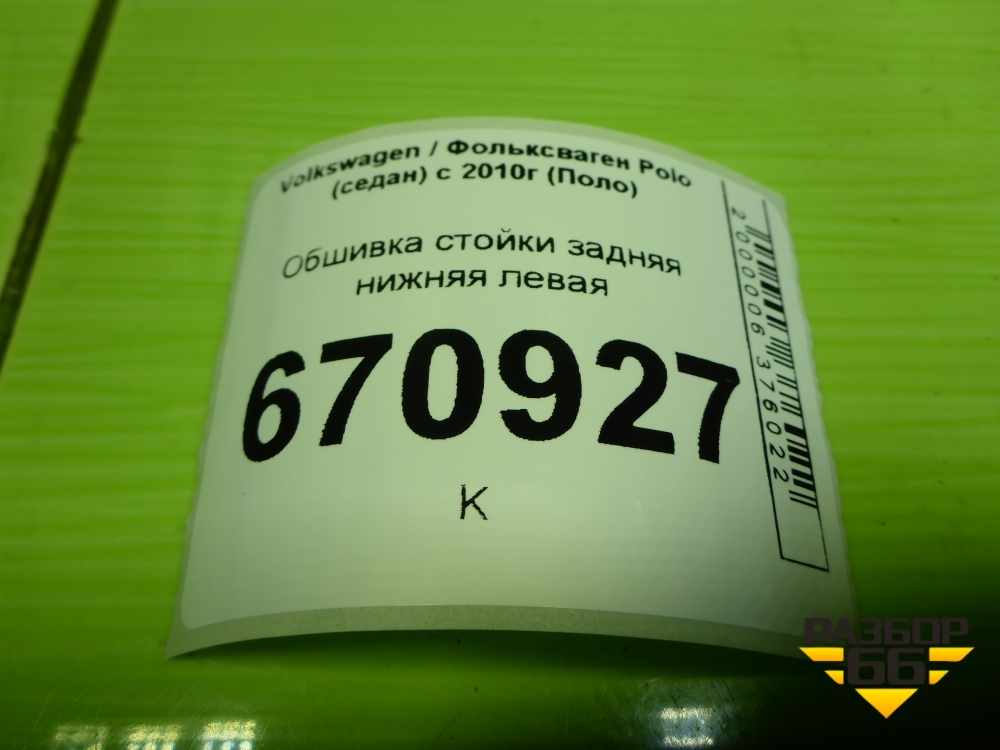 Volkswagen / Фольксваген Polo
(седан) с 2010г (Поло)
Обшивка стойки задняя
нижняя левая
670927
К
2000006376022
РАЗБОР
66